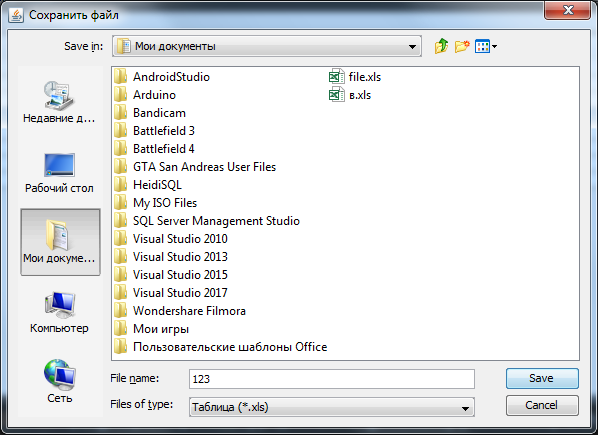 Сохранить файл
Save in: Мои документы
Недавние д...
Рабочий стол
Мои докуме...
Компьютер
Сеть
AndroidStudio
Arduino
Bandicam
Battlefield 3
Battlefield 4
GTA San Andreas User Files
HeidiSQL
My ISO Files
SQL Server Management Studio
Visual Studio 2010
Visual Studio 2013
Visual Studio 2015
Visual Studio 2017
Wondershare Filmora
Мои игры
Пользовательские шаблоны Office
file.xls
в.xls
File name: 123
Save
Files of type: Таблица (*.xls)
Cancel